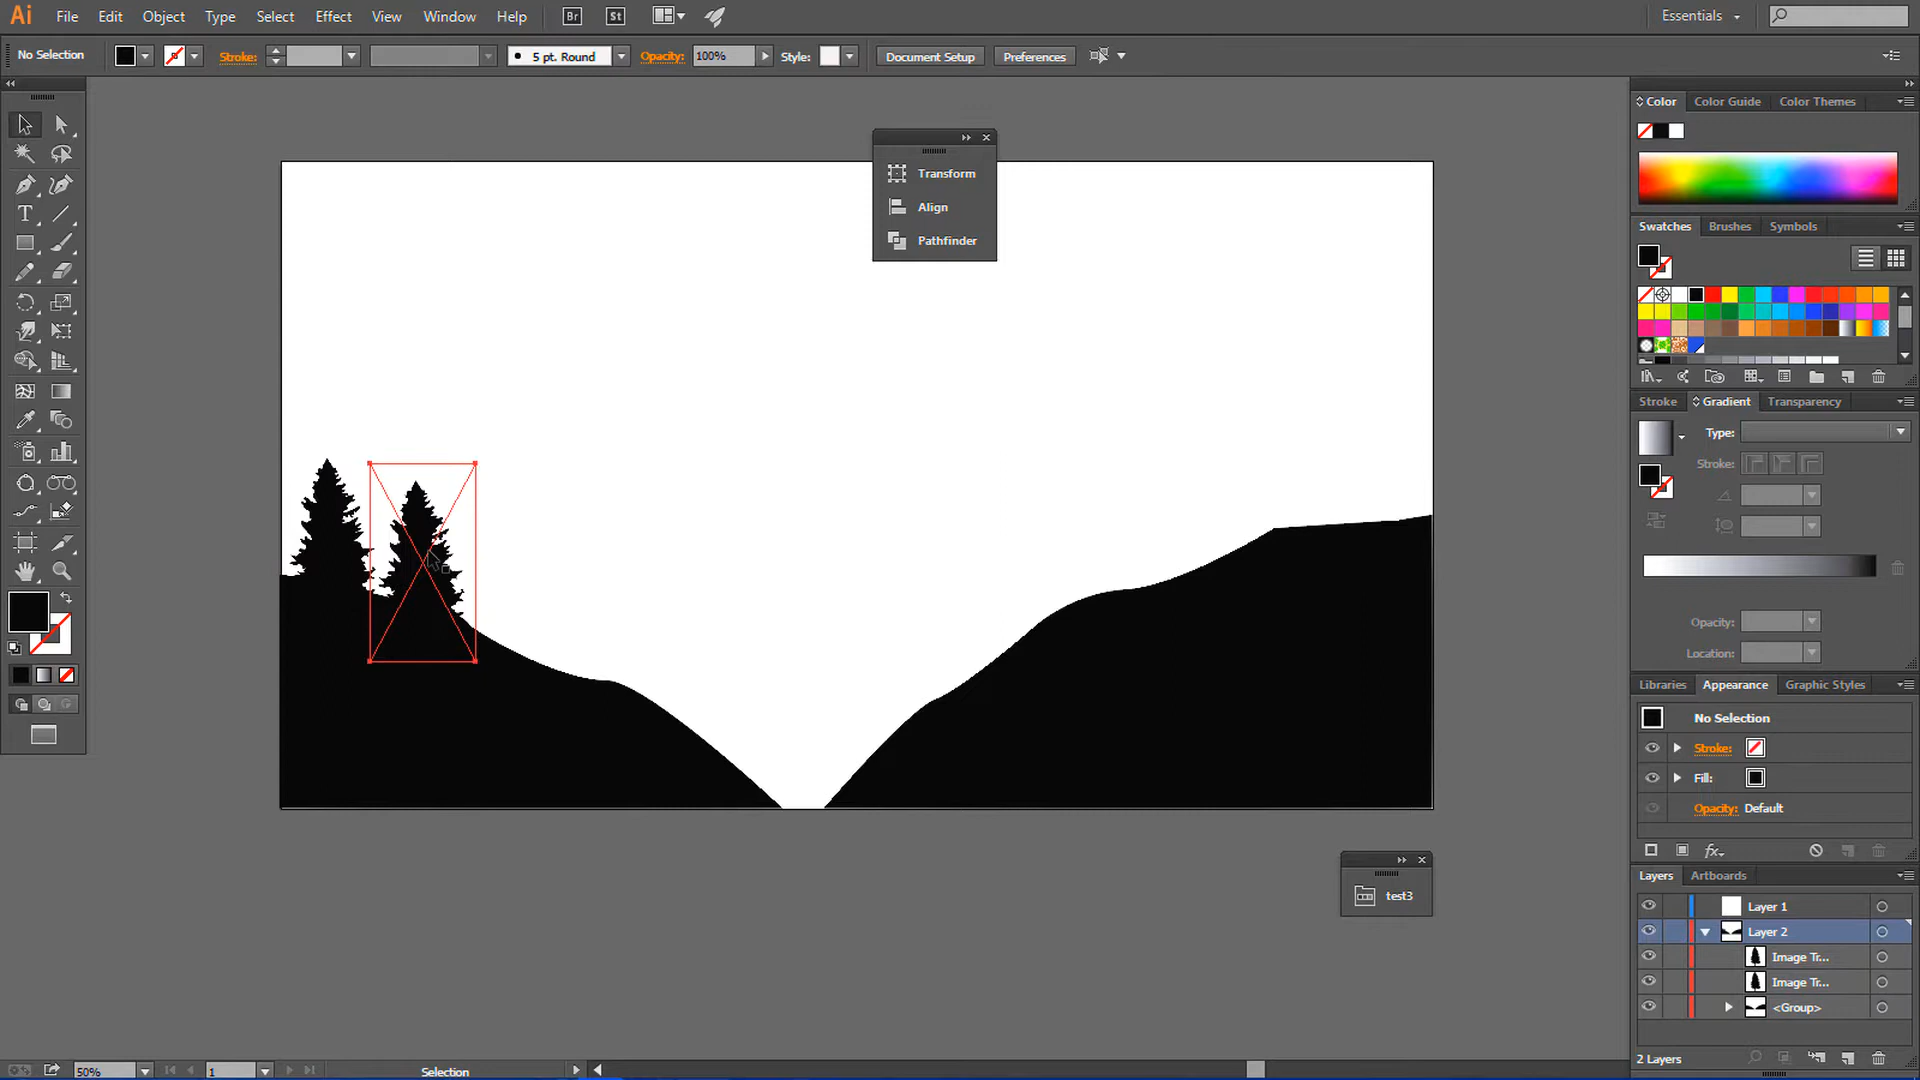 Ai File Edit Object Type Select Effect View Window Help Br St Essentials
No Selection Stroke: 5 pt. Round Opacity: 100% Style: Document Setup Preferences
Color Color Guide Color Themes
Transform
Align
Pathfinder
Swatches Brushes Symbols
Stroke Gradient Transparency
Type:
Stroke:
Opacity:
Location:
Libraries Appearance Graphic Styles
No Selection
Stroke:
Fill:
Opacity: Default
fx
Layers Artboards
test3
Layer 1
Layer 2
Image Tr...
Image Tr...
<Group>
2 Layers
50% 1 Selection